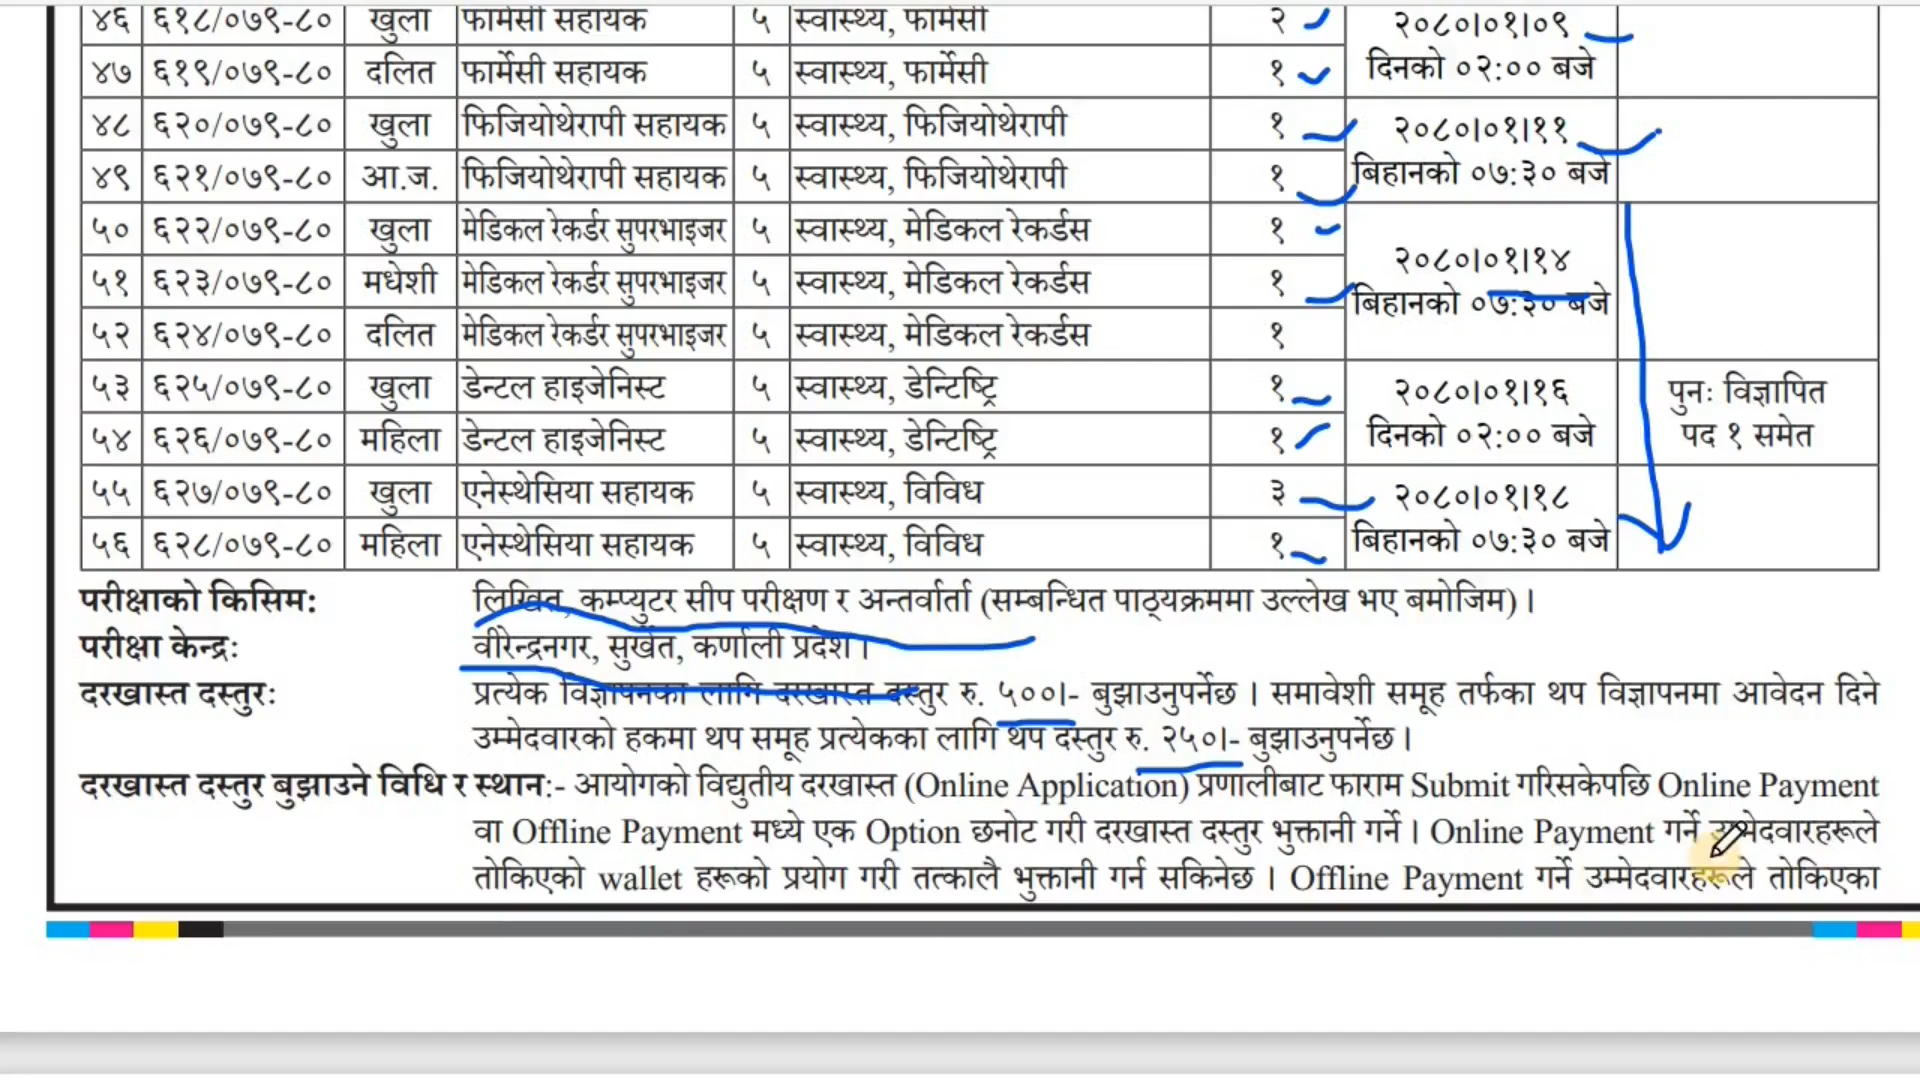 ४६ ६१८/०७९-८० खुला फार्मेसी सहायक ५ स्वास्थ्य, फार्मेसी २ २०८०।०१।०९
४७ ६१९/०७९-८० दलित फार्मेसी सहायक ५ स्वास्थ्य, फार्मेसी १ दिनको ०२:०० बजे
४८ ६२०/०७९-८० खुला फिजियोथेरापी सहायक ५ स्वास्थ्य, फिजियोथेरापी १ २०८०।०१।११
४९ ६२१/०७९-८० आ.ज. फिजियोथेरापी सहायक ५ स्वास्थ्य, फिजियोथेरापी १ बिहानको ०७:३० बजे
५० ६२२/०७९-८० खुला मेडिकल रेकर्डर सुपरभाइजर ५ स्वास्थ्य, मेडिकल रेकर्डस १
२०८०।०१।१४
५१ ६२३/०७९-८० मधेशी मेडिकल रेकर्डर सुपरभाइजर ५ स्वास्थ्य, मेडिकल रेकर्डस १
बिहानको ०७:३० बजे
५२ ६२४/०७९-८० दलित मेडिकल रेकर्डर सुपरभाइजर ५ स्वास्थ्य, मेडिकल रेकर्डस १
५३ ६२५/०७९-८० खुला डेन्टल हाइजेनिस्ट ५ स्वास्थ्य, डेन्टिष्ट्रि १ २०८०।०१।१६ पुनः विज्ञापित
५४ ६२६/०७९-८० महिला डेन्टल हाइजेनिस्ट ५ स्वास्थ्य, डेन्टिष्ट्रि १ दिनको ०२:०० बजे पद १ समेत
५५ ६२७/०७९-८० खुला एनेस्थेसिया सहायक ५ स्वास्थ्य, विविध ३ २०८०।०१।१८
५६ ६२८/०७९-८० महिला एनेस्थेसिया सहायक ५ स्वास्थ्य, विविध १ बिहानको ०७:३० बजे
परीक्षाको किसिम: लिखित, कम्प्युटर सीप परीक्षण र अन्तर्वार्ता (सम्बन्धित पाठ्यक्रममा उल्लेख भए बमोजिम) ।
परीक्षा केन्द्र: वीरेन्द्रनगर, सुर्खेत, कर्णाली प्रदेश ।
दरखास्त दस्तुर: प्रत्येक विज्ञापनका लागि दरखास्त दस्तुर रु. ५००।- बुझाउनुपर्नेछ । समावेशी समूह तर्फका थप विज्ञापनमा आवेदन दिने
उम्मेदवारको हकमा थप समूह प्रत्येकका लागि थप दस्तुर रु. २५०।- बुझाउनुपर्नेछ ।
दरखास्त दस्तुर बुझाउने विधि र स्थान:- आयोगको विद्युतीय दरखास्त (Online Application) प्रणालीबाट फाराम Submit गरिसकेपछि Online Payment
वा Offline Payment मध्ये एक Option छनोट गरी दरखास्त दस्तुर भुक्तानी गर्ने । Online Payment गर्ने उम्मेदवारहरूले
तोकिएको wallet हरूको प्रयोग गरी तत्कालै भुक्तानी गर्न सकिनेछ । Offline Payment गर्ने उम्मेदवारहरूले तोकिएका